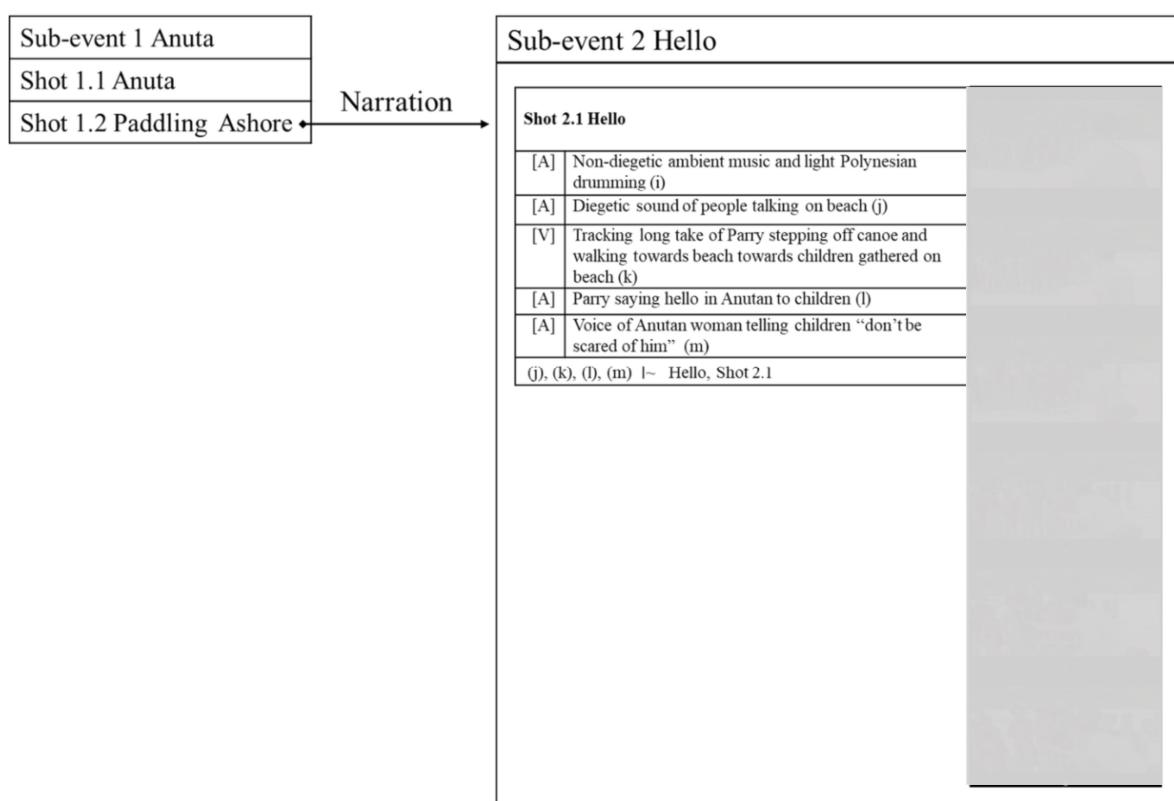 Sub-event 1 Anuta
Shot 1.1 Anuta
Shot 1.2 Paddling Ashore
Narration
Sub-event 2 Hello
Shot 2.1 Hello
[A] Non-diegetic ambient music and light Polynesian
drumming (i)
[A] Diegetic sound of people talking on beach (j)
[V] Tracking long take of Parry stepping off canoe and
walking towards beach towards children gathered on
beach (k)
[A] Parry saying hello in Anutan to children (l)
[A] Voice of Anutan woman telling children “don’t be
scared of him” (m)
(j), (k), (l), (m) |~ Hello, Shot 2.1